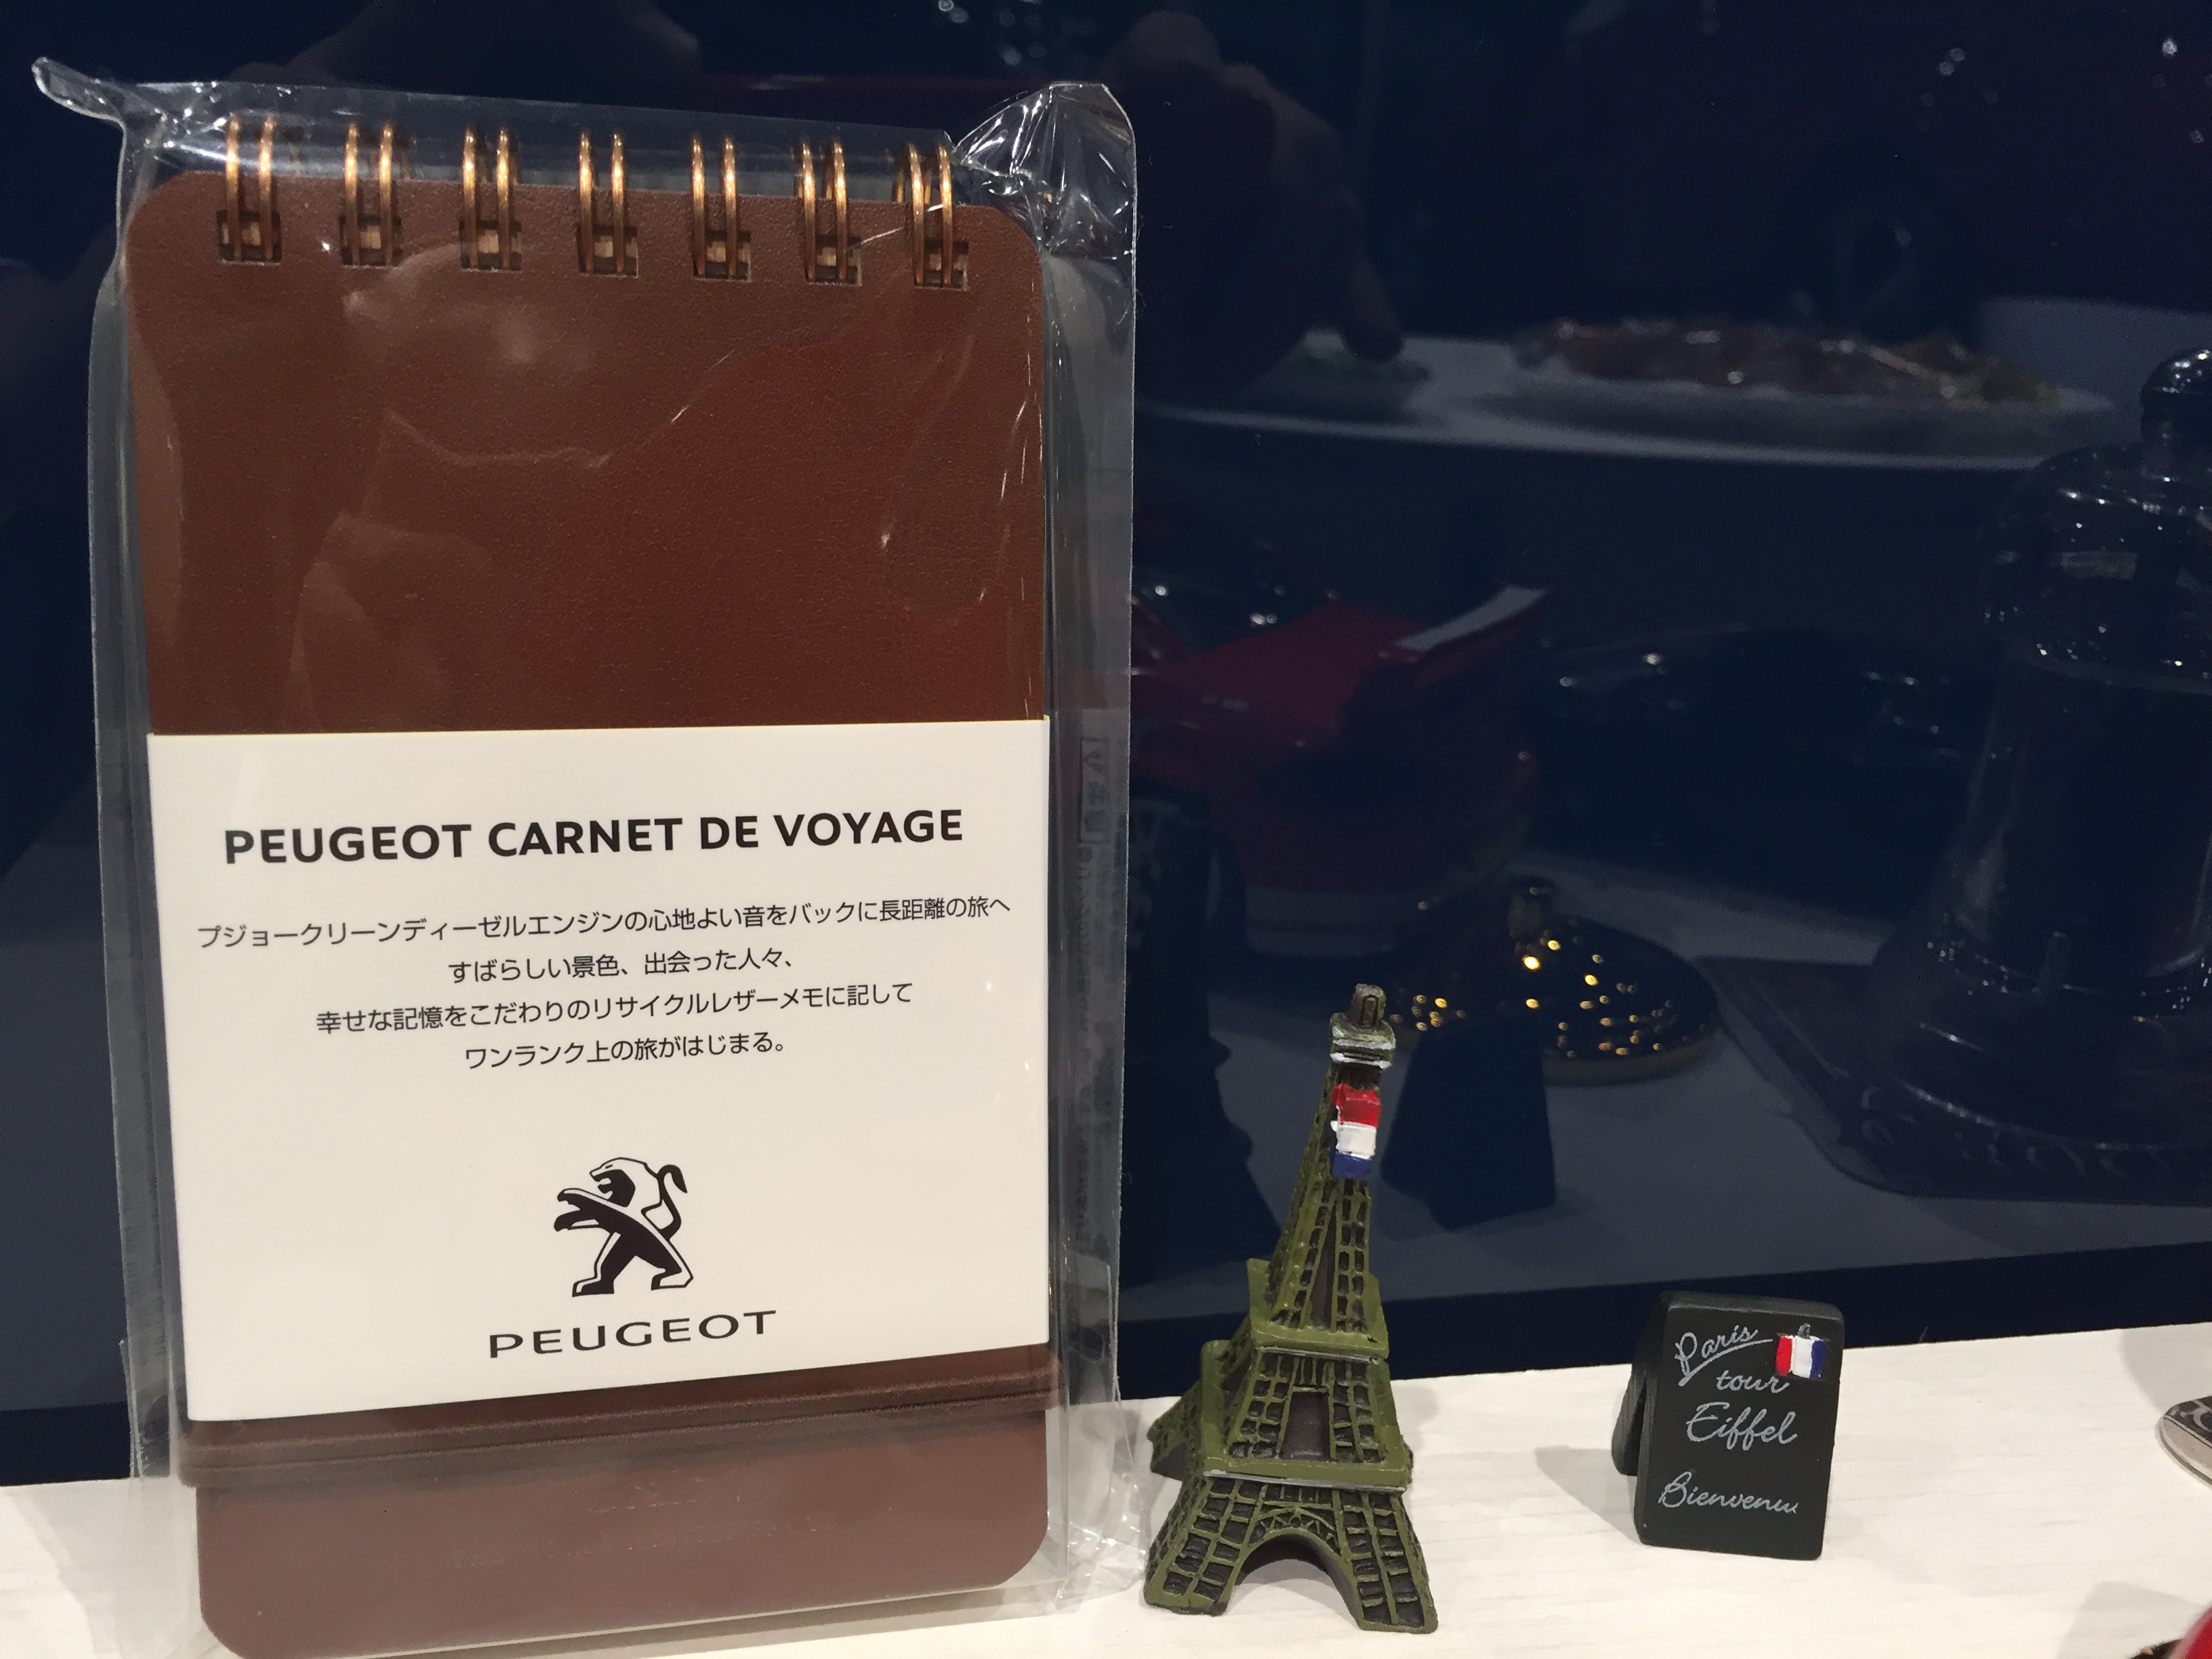 PEUGEOT CARNET DE VOYAGE
プジョークリーンディーゼルエンジンの心地よい音をバックに長距離の旅へ
すばらしい景色、出会った人々、
幸せな記憶をこだわりのリサイクルレザーメモに記して
ワンランク上の旅がはじまる。
PEUGEOT
Paris
tour
Eiffel
Bienvenu